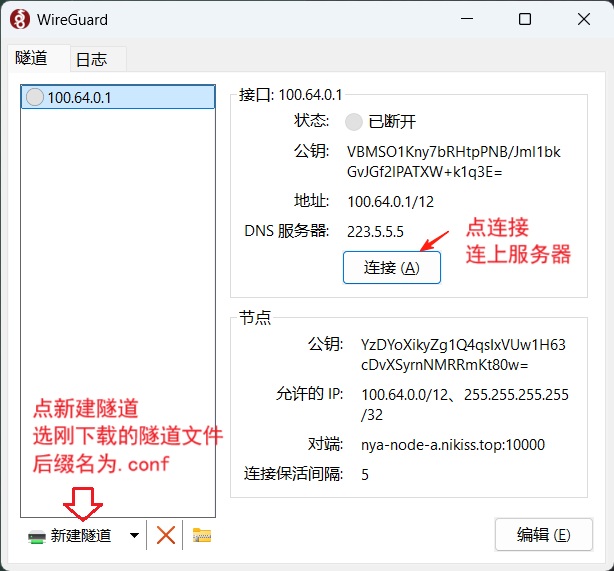 WireGuard
隧道
日志
100.64.0.1
接口: 100.64.0.1
状态: 已断开
公钥: VBMSO1Kny7bRHtpPNB/JmI1bk
GvJGf2IPATXW+k1q3E=
地址: 100.64.0.1/12
DNS 服务器: 223.5.5.5
连接 (A)
点连接
连上服务器
节点
公钥: YzDYoXikyZg1Q4qsIxVUw1H63
cDvXSyrnNMRRmKt80w=
允许的 IP: 100.64.0.0/12、255.255.255.255
/32
对端: nya-node-a.nikiss.top:10000
连接保活间隔: 5
点新建隧道
选刚下载的隧道文件
后缀名为.conf
新建隧道
编辑 (E)